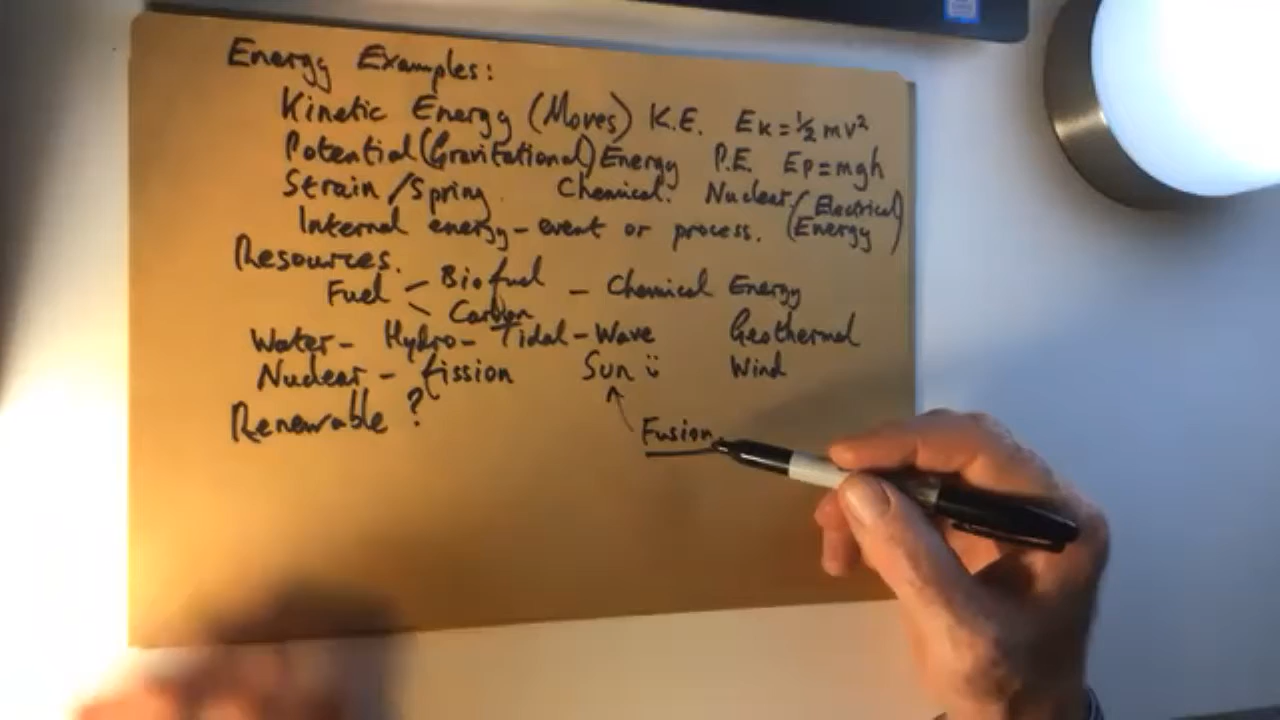 Energy Examples:
Kinetic Energy (Moves) K.E. Ek=½mv²
Potential (Gravitational) Energy P.E. Ep=mgh
Strain/Spring. Chemical. Nuclear. (Electrical
Internal energy - event or process. Energy)
Resources.
Fuel - Biofuel - Chemical Energy
Carbon
Water - Hydro - Tidal - Wave Geothermal
Nuclear - fission Sun Wind
Renewable ?
Fusion